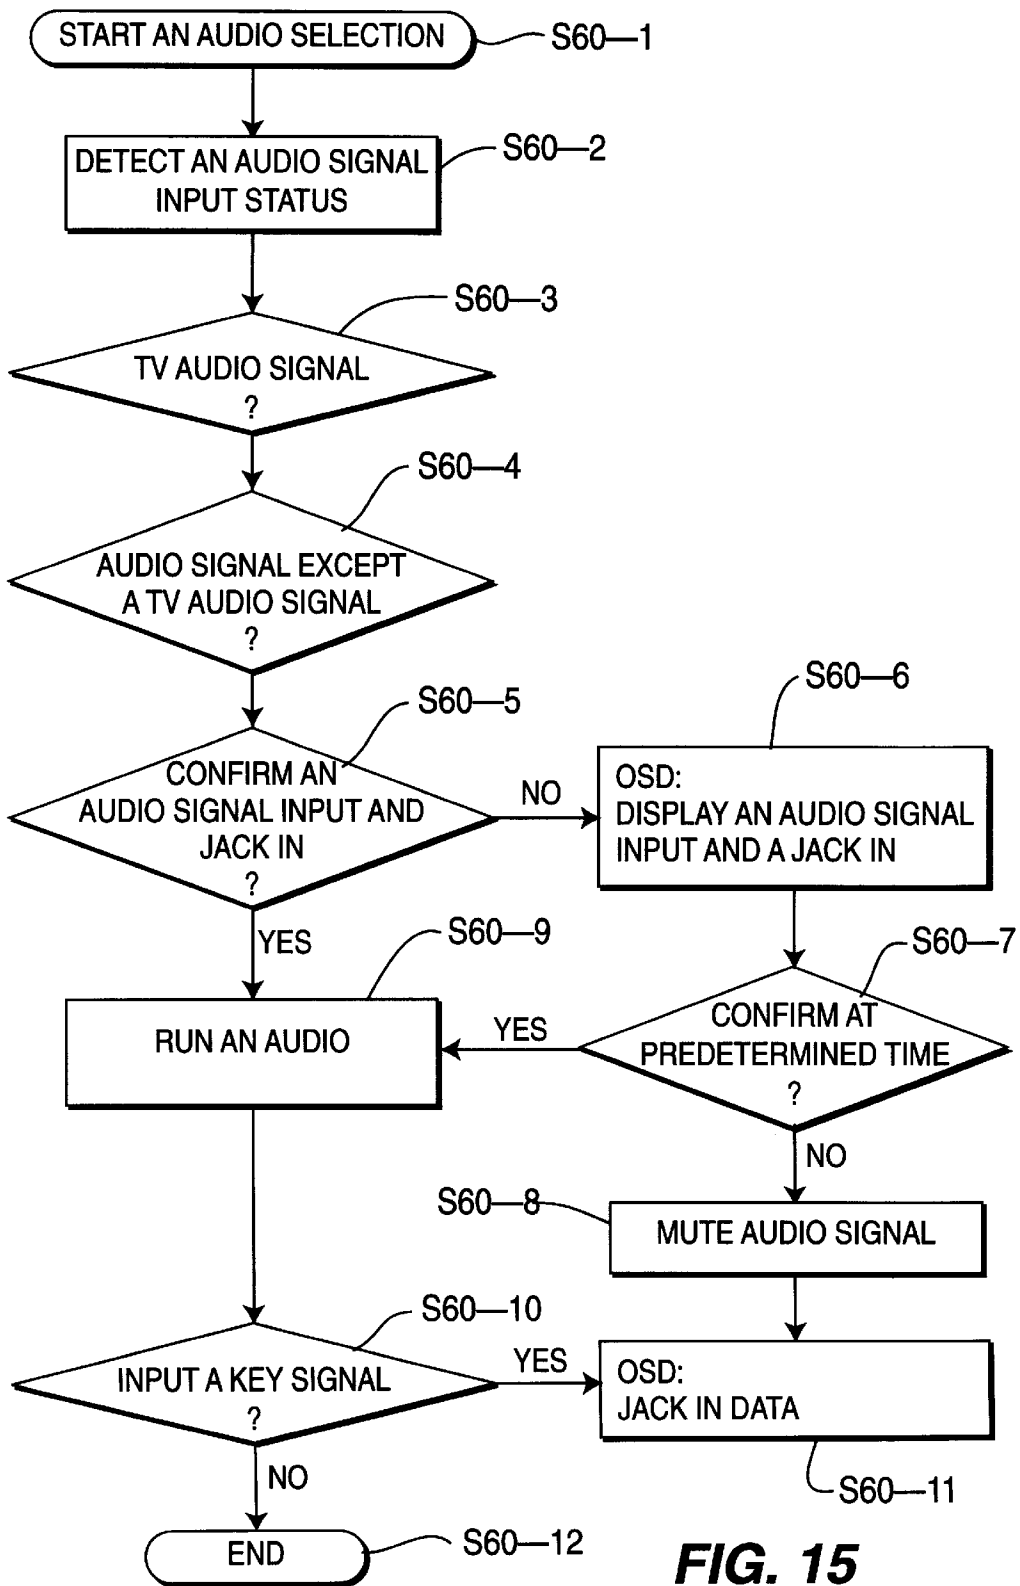 START AN AUDIO SELECTION
S60—1
DETECT AN AUDIO SIGNAL
INPUT STATUS
S60—2
S60—3
TV AUDIO SIGNAL
?
S60—4
AUDIO SIGNAL EXCEPT
A TV AUDIO SIGNAL
?
S60—5
CONFIRM AN
AUDIO SIGNAL INPUT AND
JACK IN
?
NO
S60—6
OSD:
DISPLAY AN AUDIO SIGNAL
INPUT AND A JACK IN
YES
S60—9
RUN AN AUDIO
YES
S60—7
CONFIRM AT
PREDETERMINED TIME
?
NO
S60—8
MUTE AUDIO SIGNAL
S60—10
INPUT A KEY SIGNAL
?
YES
OSD:
JACK IN DATA
S60—11
NO
END
S60—12
FIG. 15